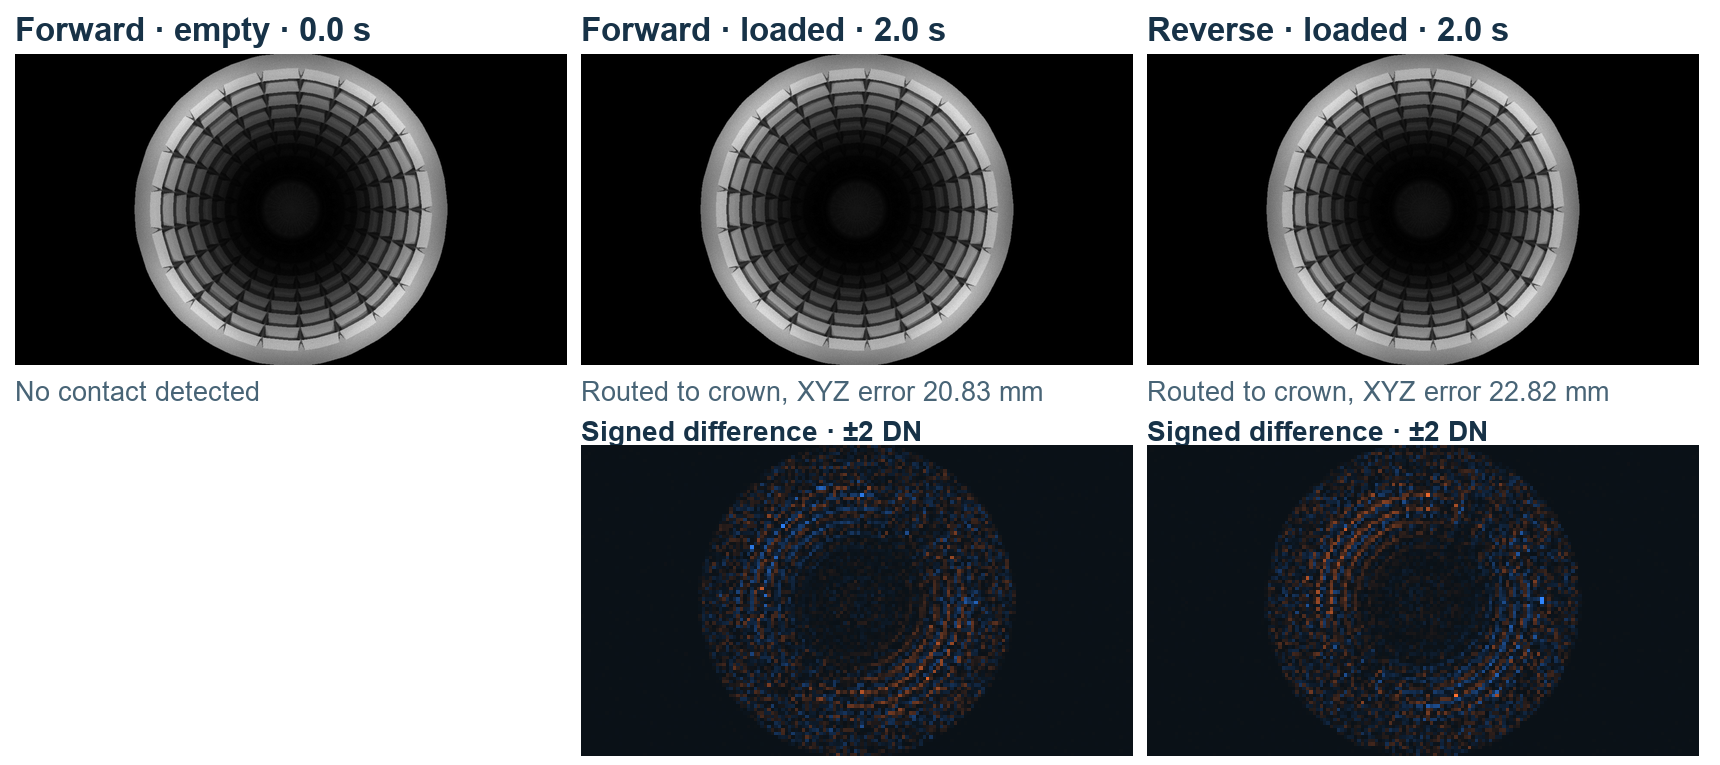 Forward · empty · 0.0 s
Forward · loaded · 2.0 s
Reverse · loaded · 2.0 s
No contact detected
Routed to crown, XYZ error 20.83 mm
Routed to crown, XYZ error 22.82 mm
Signed difference · ±2 DN
Signed difference · ±2 DN